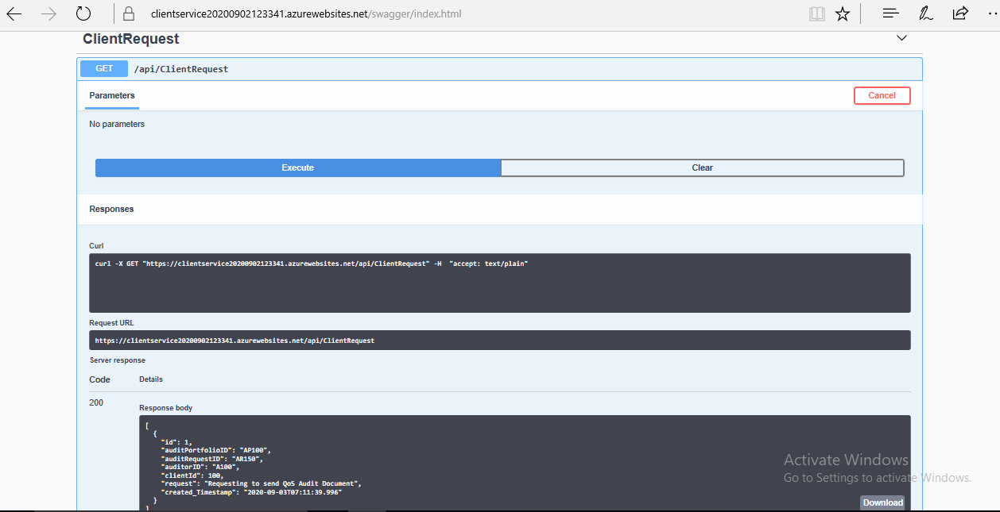 clientservice20200902123341.azurewebsites.net/swagger/index.html
ClientRequest
GET /api/ClientRequest
Parameters
Cancel
No parameters
Execute
Clear
Responses
Curl
curl -X GET "https://clientservice20200902123341.azurewebsites.net/api/ClientRequest" -H  "accept: text/plain"
Request URL
https://clientservice20200902123341.azurewebsites.net/api/ClientRequest
Server response
Code
Details
200
Response body
[
{
"id": 1,
"auditPortfolioID": "AP100",
"auditRequestID": "AR150",
"auditorID": "A100",
"clientId": 100,
"request": "Requesting to send QoS Audit Document",
"created_Timestamp": "2020-09-03T07:11:39.996"
}
]
Activate Windows
Go to Settings to activate Windows.
Download